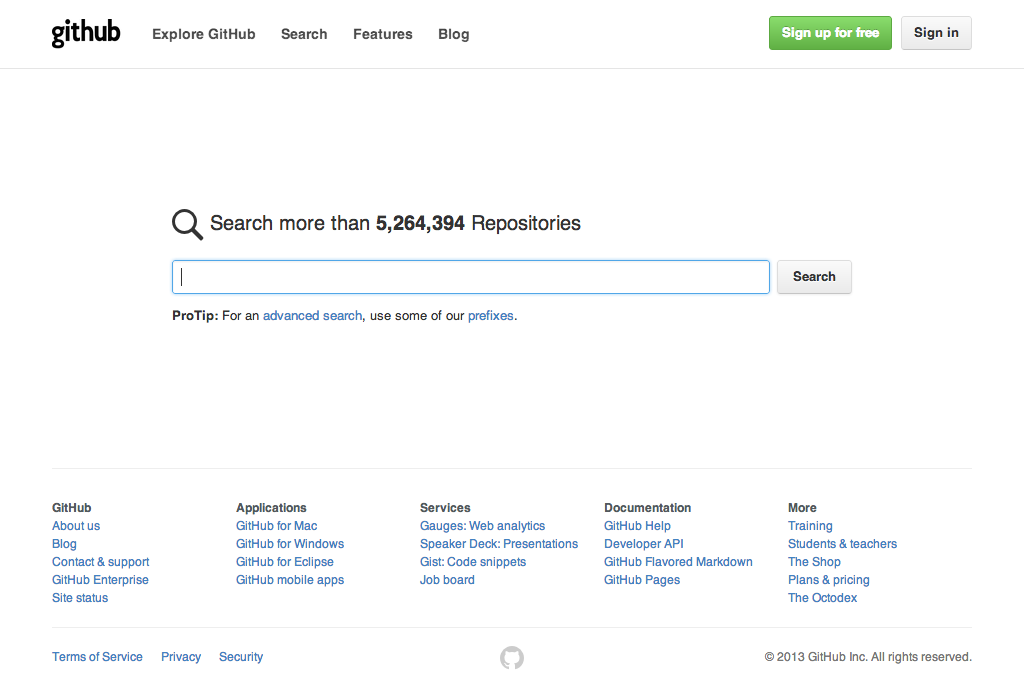 github Explore GitHub Search Features Blog Sign up for free Sign in
Search more than 5,264,394 Repositories
Search
ProTip: For an advanced search, use some of our prefixes.
GitHub
About us
Blog
Contact & support
GitHub Enterprise
Site status
Applications
GitHub for Mac
GitHub for Windows
GitHub for Eclipse
GitHub mobile apps
Services
Gauges: Web analytics
Speaker Deck: Presentations
Gist: Code snippets
Job board
Documentation
GitHub Help
Developer API
GitHub Flavored Markdown
GitHub Pages
More
Training
Students & teachers
The Shop
Plans & pricing
The Octodex
Terms of Service Privacy Security © 2013 GitHub Inc. All rights reserved.